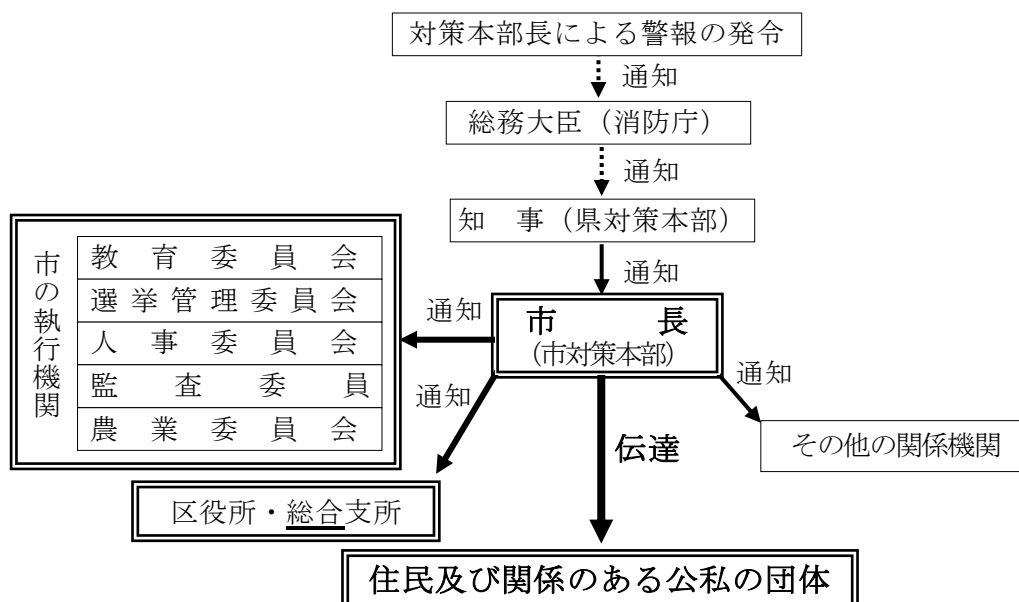 対策本部長による警報の発令
通知
総務大臣（消防庁）
通知
知　事（県対策本部）
通知
市の執行機関
教育委員会
選挙管理委員会
人事委員会
監査委員
農業委員会
通知
市　　長
（市対策本部）
通知
通知
伝達
その他の関係機関
区役所・総合支所
住民及び関係のある公私の団体